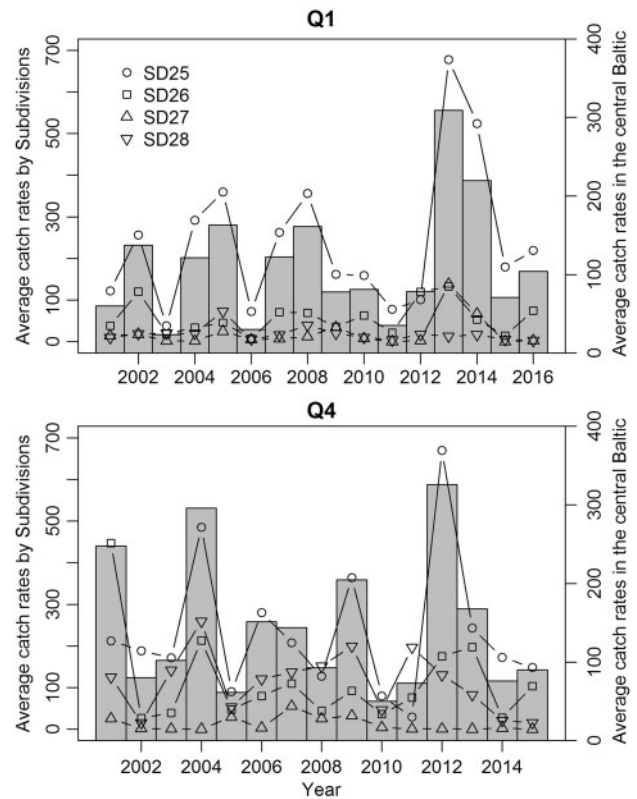 Q1
Average catch rates by Subdivisions
700
500
300
100
0
SD25
SD26
SD27
SD28
400
300
200
100
0
Average catch rates in the central Baltic
2002 2004 2006 2008 2010 2012 2014 2016
Q4
Average catch rates by Subdivisions
700
500
300
100
0
400
300
200
100
0
Average catch rates in the central Baltic
2002 2004 2006 2008 2010 2012 2014
Year